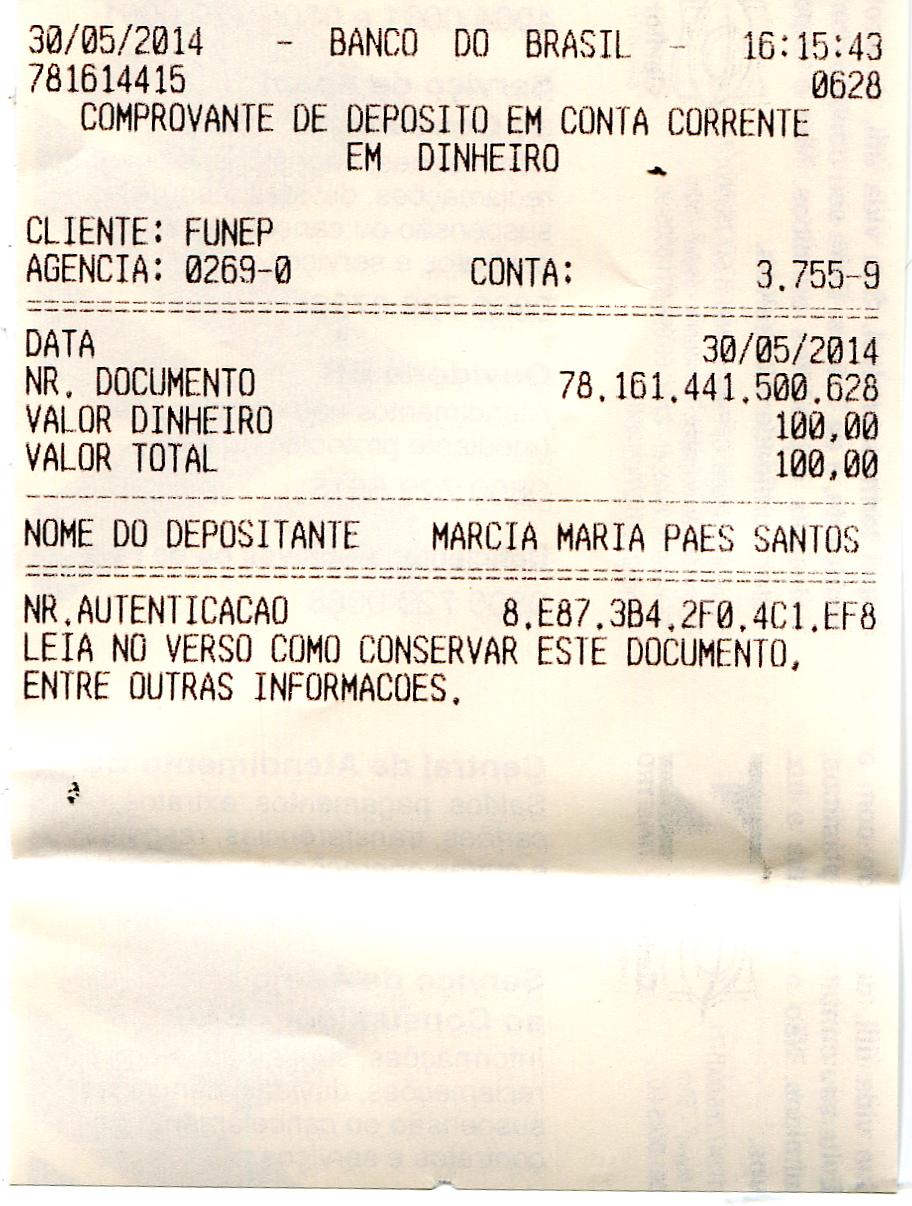 30/05/2014 - BANCO DO BRASIL - 16:15:43
781614415 0628
COMPROVANTE DE DEPOSITO EM CONTA CORRENTE
EM DINHEIRO
CLIENTE: FUNEP
AGENCIA: 0269-0 CONTA: 3.755-9
DATA 30/05/2014
NR. DOCUMENTO 78.161.441.500.628
VALOR DINHEIRO 100,00
VALOR TOTAL 100,00
NOME DO DEPOSITANTE MARCIA MARIA PAES SANTOS
NR.AUTENTICACAO 8.E87.3B4.2F0.4C1.EF8
LEIA NO VERSO COMO CONSERVAR ESTE DOCUMENTO,
ENTRE OUTRAS INFORMACOES.